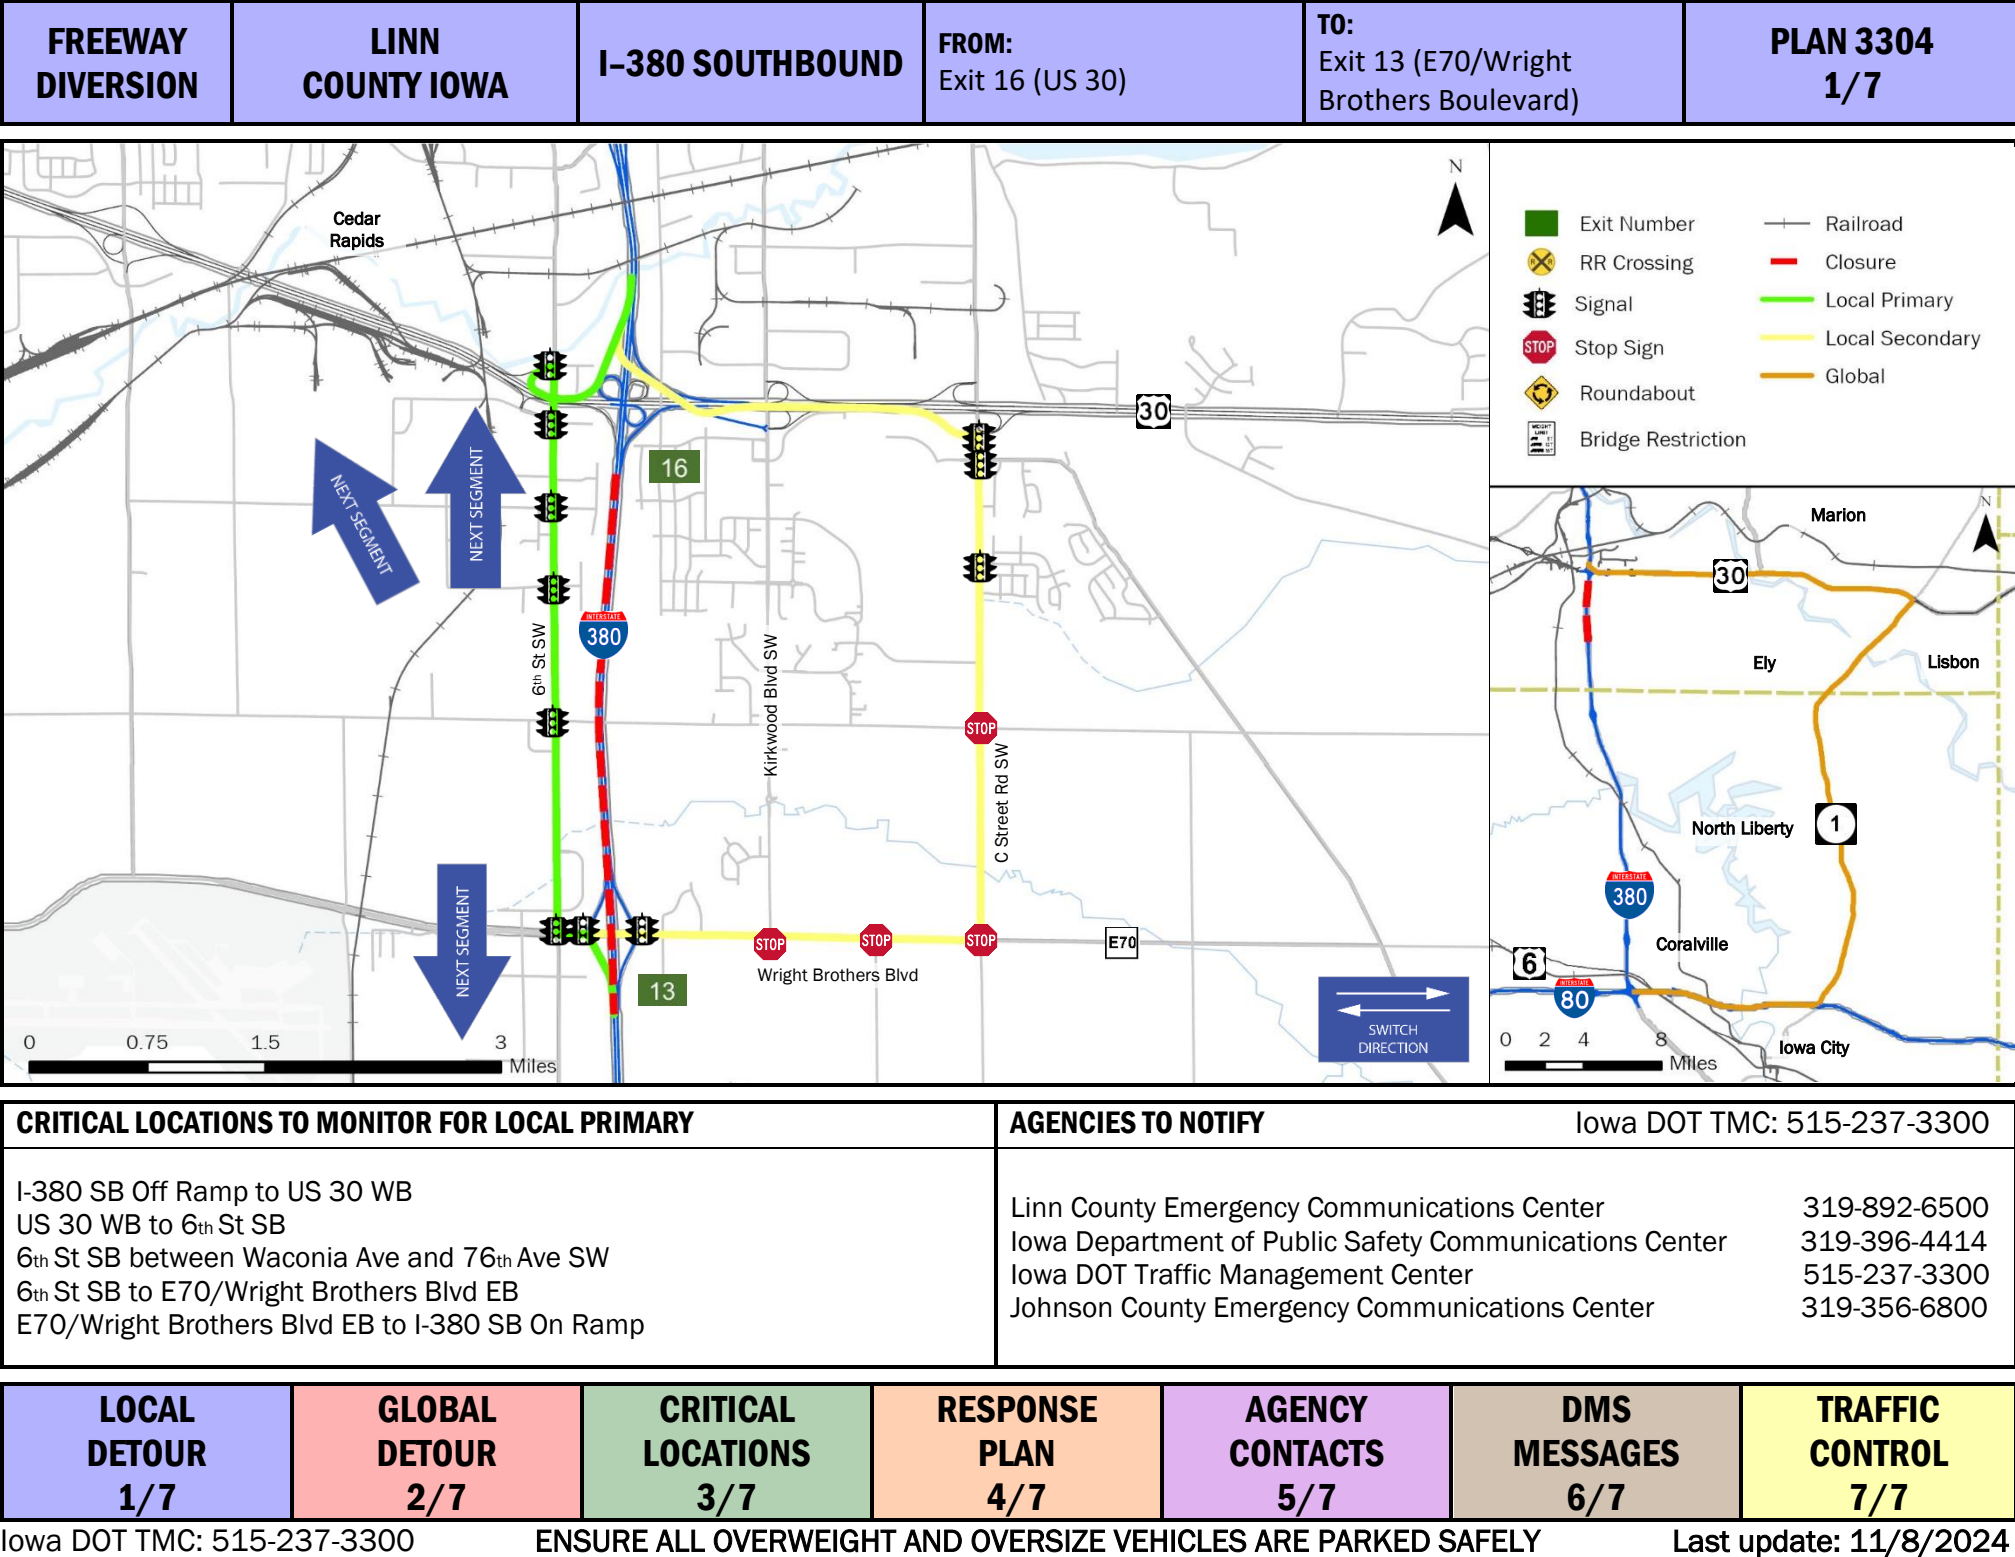 FREEWAY
DIVERSION
LINN
COUNTY IOWA
I-380 SOUTHBOUND
FROM:
Exit 16 (US 30)
TO:
Exit 13 (E70/Wright
Brothers Boulevard)
PLAN 3304
1/7
Cedar
Rapids
N
30
16
NEXT SEGMENT
NEXT SEGMENT
INTERSTATE
380
6th St SW
Kirkwood Blvd SW
STOP
C Street Rd SW
NEXT SEGMENT
STOP
STOP
STOP
E70
Wright Brothers Blvd
13
SWITCH
DIRECTION
0 0.75 1.5 3
Miles
Exit Number
RR Crossing
Signal
STOP
Stop Sign
Roundabout
WEIGHT
LIMIT
Bridge Restriction
Railroad
Closure
Local Primary
Local Secondary
Global
N
Marion
30
Ely
Lisbon
North Liberty
1
INTERSTATE
380
Coralville
6
INTERSTATE
80
Iowa City
0 2 4 8
Miles
CRITICAL LOCATIONS TO MONITOR FOR LOCAL PRIMARY
I-380 SB Off Ramp to US 30 WB
US 30 WB to 6th St SB
6th St SB between Waconia Ave and 76th Ave SW
6th St SB to E70/Wright Brothers Blvd EB
E70/Wright Brothers Blvd EB to I-380 SB On Ramp
AGENCIES TO NOTIFY Iowa DOT TMC: 515-237-3300
Linn County Emergency Communications Center 319-892-6500
Iowa Department of Public Safety Communications Center 319-396-4414
Iowa DOT Traffic Management Center 515-237-3300
Johnson County Emergency Communications Center 319-356-6800
LOCAL
DETOUR
1/7
GLOBAL
DETOUR
2/7
CRITICAL
LOCATIONS
3/7
RESPONSE
PLAN
4/7
AGENCY
CONTACTS
5/7
DMS
MESSAGES
6/7
TRAFFIC
CONTROL
7/7
Iowa DOT TMC: 515-237-3300 ENSURE ALL OVERWEIGHT AND OVERSIZE VEHICLES ARE PARKED SAFELY Last update: 11/8/2024